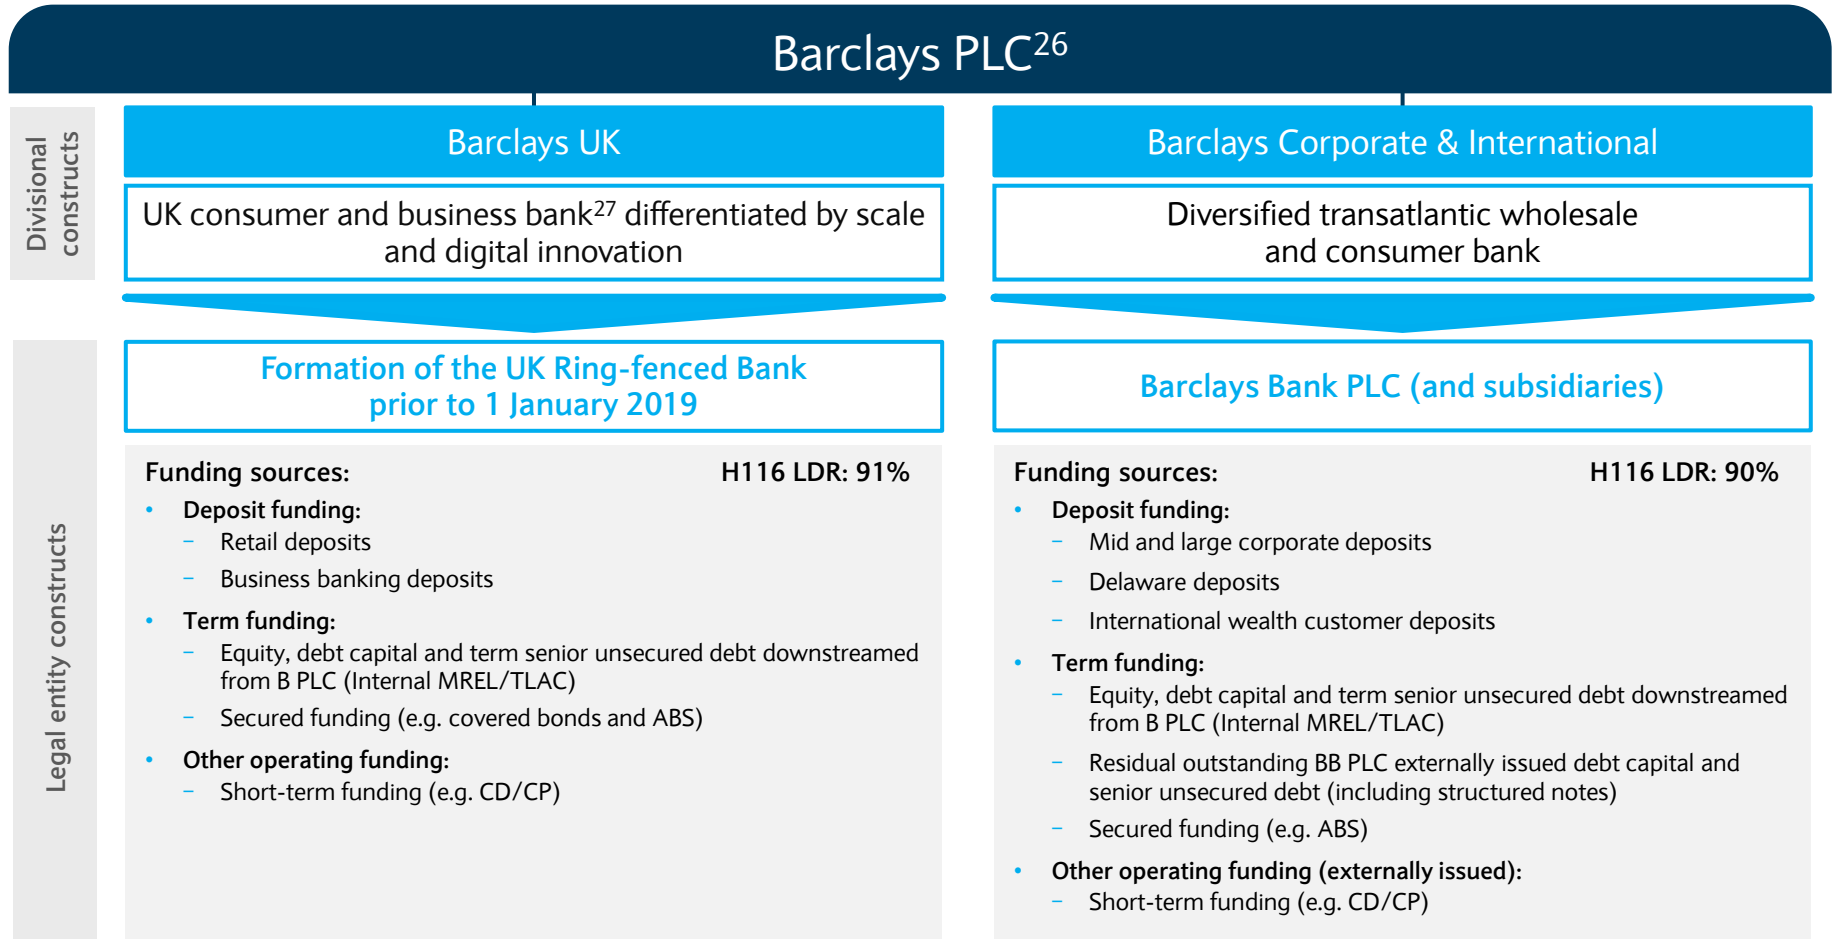 Barclays PLC26
Divisional
constructs
Barclays UK
UK consumer and business bank27 differentiated by scale
and digital innovation
Barclays Corporate & International
Diversified transatlantic wholesale
and consumer bank
Legal entity constructs
Formation of the UK Ring-fenced Bank
prior to 1 January 2019
Funding sources: H116 LDR: 91%
• Deposit funding:
– Retail deposits
– Business banking deposits
• Term funding:
– Equity, debt capital and term senior unsecured debt downstreamed
from B PLC (Internal MREL/TLAC)
– Secured funding (e.g. covered bonds and ABS)
• Other operating funding:
– Short-term funding (e.g. CD/CP)
Barclays Bank PLC (and subsidiaries)
Funding sources: H116 LDR: 90%
• Deposit funding:
– Mid and large corporate deposits
– Delaware deposits
– International wealth customer deposits
• Term funding:
– Equity, debt capital and term senior unsecured debt downstreamed
from B PLC (Internal MREL/TLAC)
– Residual outstanding BB PLC externally issued debt capital and
senior unsecured debt (including structured notes)
– Secured funding (e.g. ABS)
• Other operating funding (externally issued):
– Short-term funding (e.g. CD/CP)